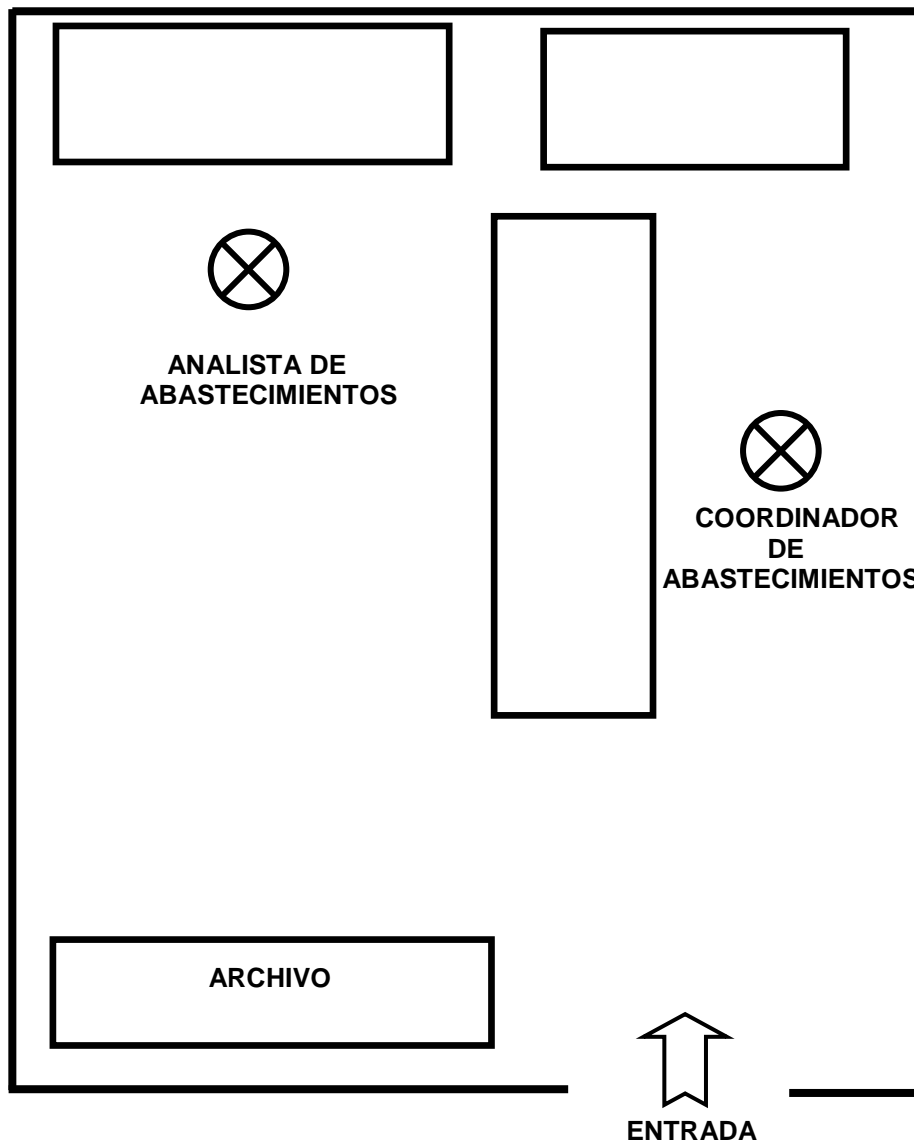 ANALISTA DE
ABASTECIMIENTOS
COORDINADOR
DE
ABASTECIMIENTOS
ARCHIVO
ENTRADA